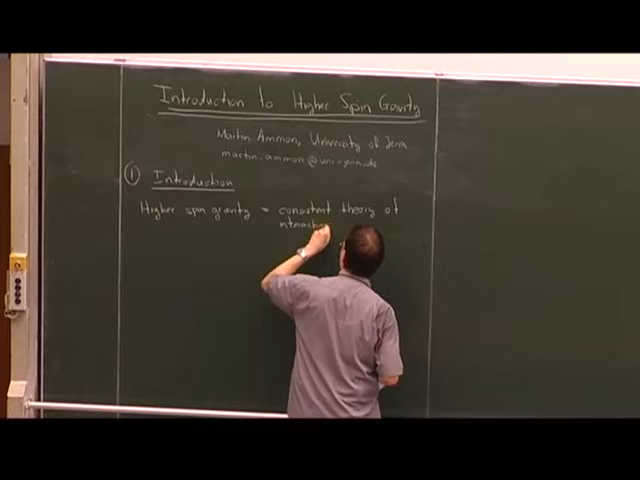 Introduction to Higher Spin Gravity
Martin Ammon, University of Jena
martin.ammon@uni-jena.de
① Introduction
Higher spin gravity = consistent theory of